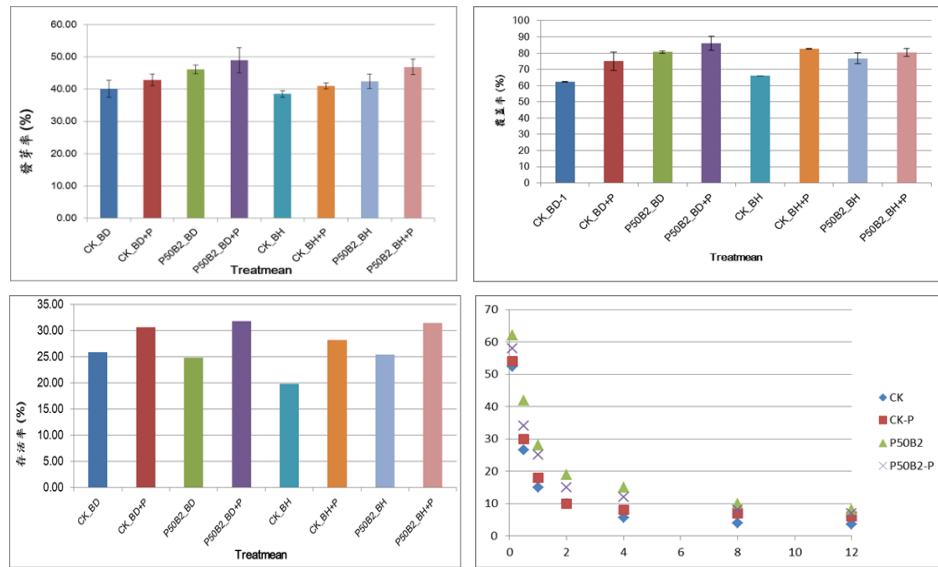 60.00
50.00
40.00
30.00
20.00
10.00
0.00
發芽率 (%)
CK_BD
CK_BD+P
P50B2_BD
P50B2_BD+P
CK_BH
CK_BH+P
P50B2_BH
P50B2_BH+P
Treatmean
100
90
80
70
60
50
40
30
20
10
0
覆蓋率 (%)
CK_BD-1
CK_BD+P
P50B2_BD
P50B2_BD+P
CK_BH
CK_BH+P
P50B2_BH
P50B2_BH+P
Treatmean
35.00
30.00
25.00
20.00
15.00
10.00
5.00
0.00
存活率 (%)
CK_BD
CK_BD+P
P50B2_BD
P50B2_BD+P
CK_BH
CK_BH+P
P50B2_BH
P50B2_BH+P
Treatmean
70
60
50
40
30
20
10
0
0 2 4 6 8 10 12
CK
CK-P
P50B2
P50B2-P